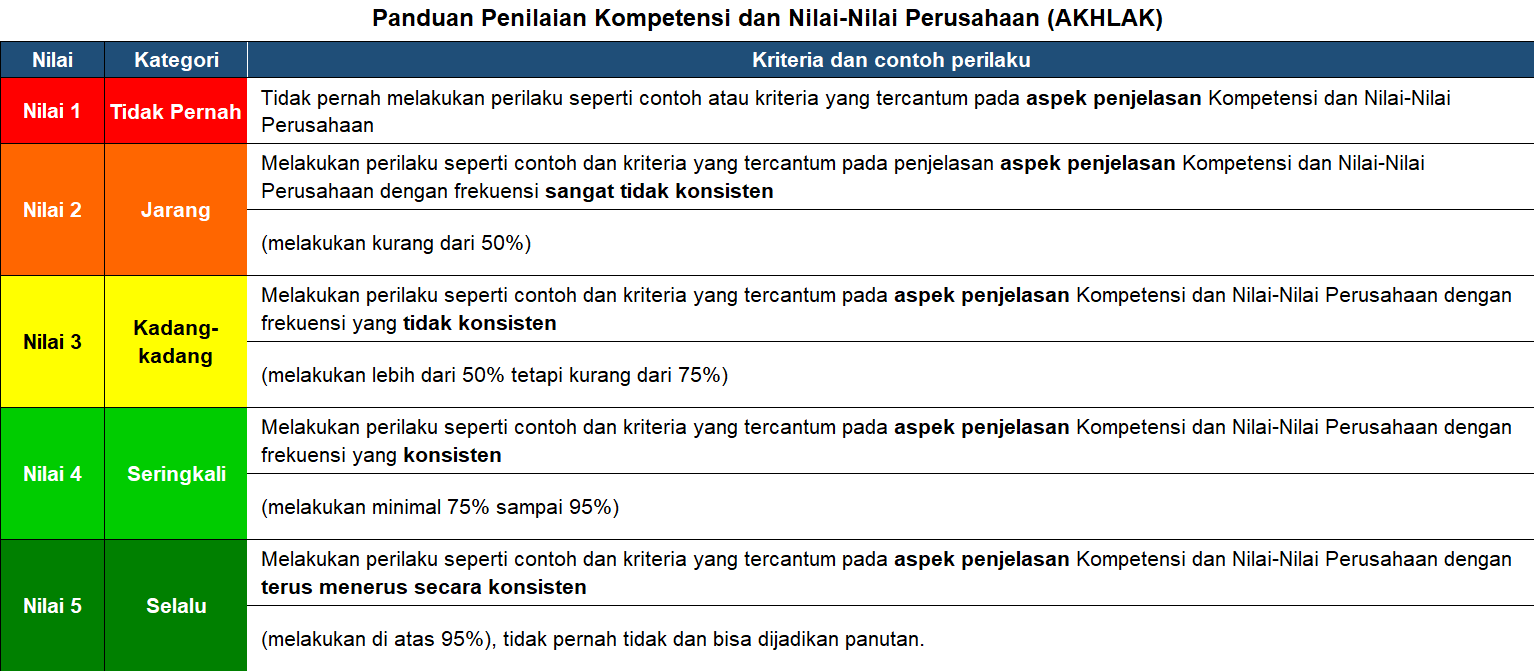 Panduan Penilaian Kompetensi dan Nilai-Nilai Perusahaan (AKHLAK)
Nilai Kategori Kriteria dan contoh perilaku
Nilai 1 Tidak Pernah
Tidak pernah melakukan perilaku seperti contoh atau kriteria yang tercantum pada aspek penjelasan Kompetensi dan Nilai-Nilai
Perusahaan
Nilai 2 Jarang
Melakukan perilaku seperti contoh dan kriteria yang tercantum pada penjelasan aspek penjelasan Kompetensi dan Nilai-Nilai
Perusahaan dengan frekuensi sangat tidak konsisten
(melakukan kurang dari 50%)
Nilai 3 Kadang-
kadang
Melakukan perilaku seperti contoh dan kriteria yang tercantum pada aspek penjelasan Kompetensi dan Nilai-Nilai Perusahaan dengan
frekuensi yang tidak konsisten
(melakukan lebih dari 50% tetapi kurang dari 75%)
Nilai 4 Seringkali
Melakukan perilaku seperti contoh dan kriteria yang tercantum pada aspek penjelasan Kompetensi dan Nilai-Nilai Perusahaan dengan
frekuensi yang konsisten
(melakukan minimal 75% sampai 95%)
Nilai 5 Selalu
Melakukan perilaku seperti contoh dan kriteria yang tercantum pada aspek penjelasan Kompetensi dan Nilai-Nilai Perusahaan dengan
terus menerus secara konsisten
(melakukan di atas 95%), tidak pernah tidak dan bisa dijadikan panutan.